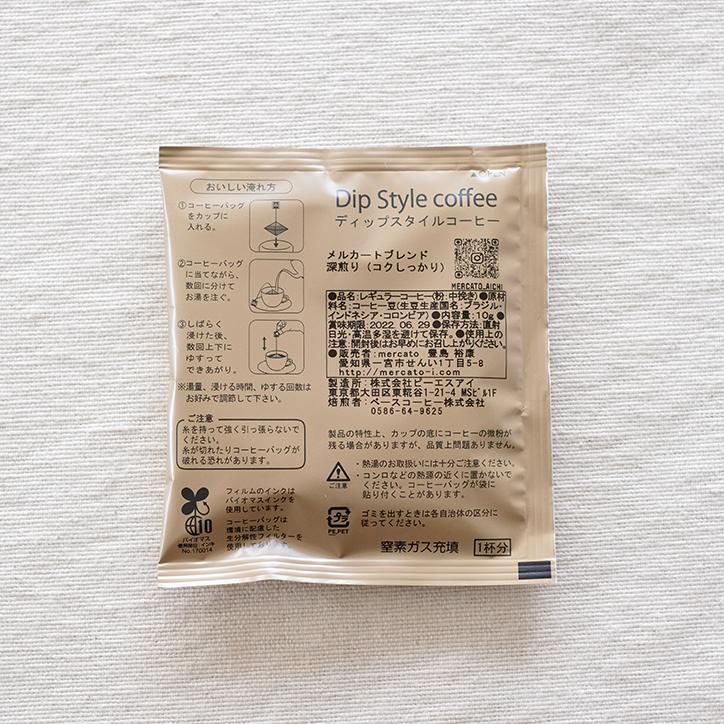 ▲OPEN
おいしい淹れ方
①コーヒーバッグ
をカップに
入れる。
②コーヒーバッグ
に当てながら、
数回に分けて
お湯を注ぐ。
③しばらく
浸けた後、
数回上下に
ゆすって
できあがり。
※湯量、浸ける時間、ゆする回数は
お好みで調節して下さい。
ご注意
糸を持って強く引っ張らないで
ください。
糸が切れたりコーヒーバッグが
破れる恐れがあります。
10
バイオマス
No.170014
フィルムのインクは
バイオマスインクを
使用しています。
コーヒーバッグは
環境に配慮した
生分解性フィルターを
Dip Style coffee
ディップスタイルコーヒー
メルカートブレンド
深煎り（コクしっかり）
MERCATO.AICHI
●品名:レギュラーコーヒー(粉:中挽き)●原材
料名:コーヒー豆(生豆生産国名:ブラジル・
インドネシア・コロンビア)●内容量:10g●
賞味期限:2022.06.29●保存方法:直射
日光・高温多湿を避けて保存。●使用上の
注意:開封後はお早めにお召し上がりください。
●販売者:mercato 豊島 裕康
愛知県一宮市せんい1丁目5-8
http://mercato-i.com
製造所:株式会社ピーエスアイ
東京都大田区東糀谷1-21-4 MSビル1F
焙煎者:ペースコーヒー株式会社
0586-64-9625
製品の特性上、カップの底にコーヒーの微粉が
残る場合がありますが、品質上問題ありません。
ご注意
・熱湯のお取扱いには十分ご注意ください。
・コンロなどの熱源の近くに置かないで
ください。コーヒーバッグが袋に
貼り付くことがあります。
プラ
PE,PET
ゴミを出すときは各自治体の区分に
従ってください。
窒素ガス充填
1杯分